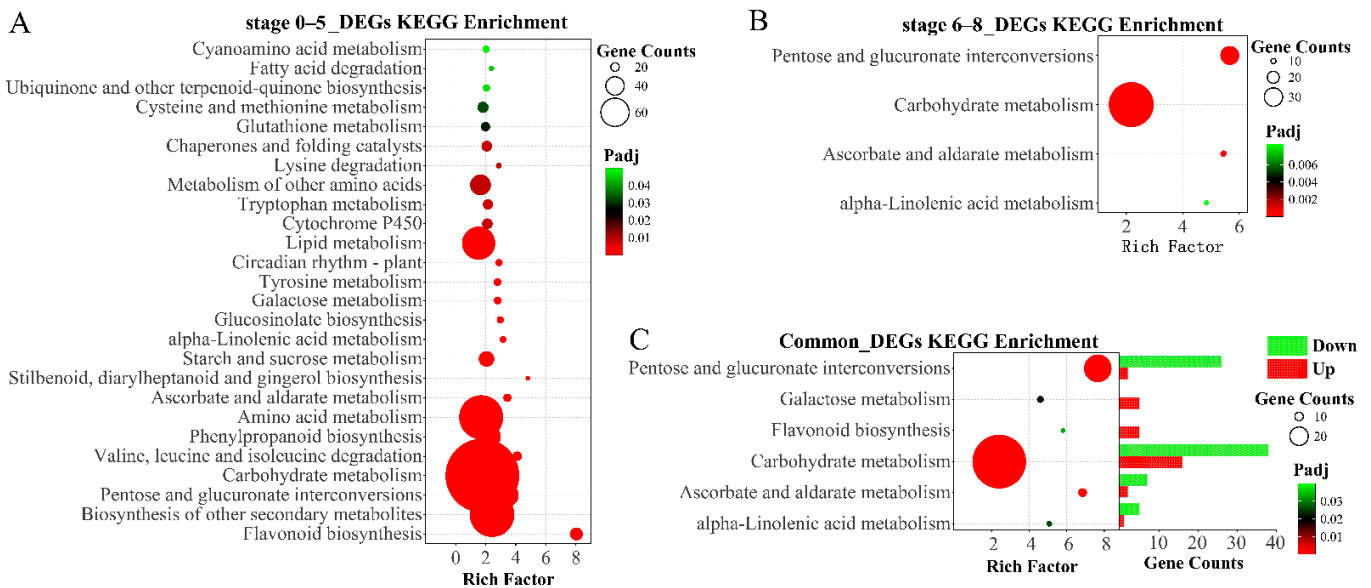 A
stage 0–5_DEGs KEGG Enrichment
Cyanoamino acid metabolism
Fatty acid degradation
Ubiquinone and other terpenoid-quinone biosynthesis
Cysteine and methionine metabolism
Glutathione metabolism
Chaperones and folding catalysts
Lysine degradation
Metabolism of other amino acids
Tryptophan metabolism
Cytochrome P450
Lipid metabolism
Circadian rhythm - plant
Tyrosine metabolism
Galactose metabolism
Glucosinolate biosynthesis
alpha-Linolenic acid metabolism
Starch and sucrose metabolism
Stilbenoid, diarylheptanoid and gingerol biosynthesis
Ascorbate and aldarate metabolism
Amino acid metabolism
Phenylpropanoid biosynthesis
Valine, leucine and isoleucine degradation
Carbohydrate metabolism
Pentose and glucuronate interconversions
Biosynthesis of other secondary metabolites
Flavonoid biosynthesis
0 2 4 6 8
Rich Factor
Gene Counts
20
40
60
Padj
0.04
0.03
0.02
0.01
B
stage 6–8_DEGs KEGG Enrichment
Pentose and glucuronate interconversions
Carbohydrate metabolism
Ascorbate and aldarate metabolism
alpha-Linolenic acid metabolism
2 4 6
Rich Factor
Gene Counts
10
20
30
Padj
0.006
0.004
0.002
C
Common_DEGs KEGG Enrichment
Pentose and glucuronate interconversions
Galactose metabolism
Flavonoid biosynthesis
Carbohydrate metabolism
Ascorbate and aldarate metabolism
alpha-Linolenic acid metabolism
2 4 6 8
Rich Factor
10 20 30 40
Gene Counts
Down
Up
Gene Counts
10
20
Padj
0.03
0.02
0.01